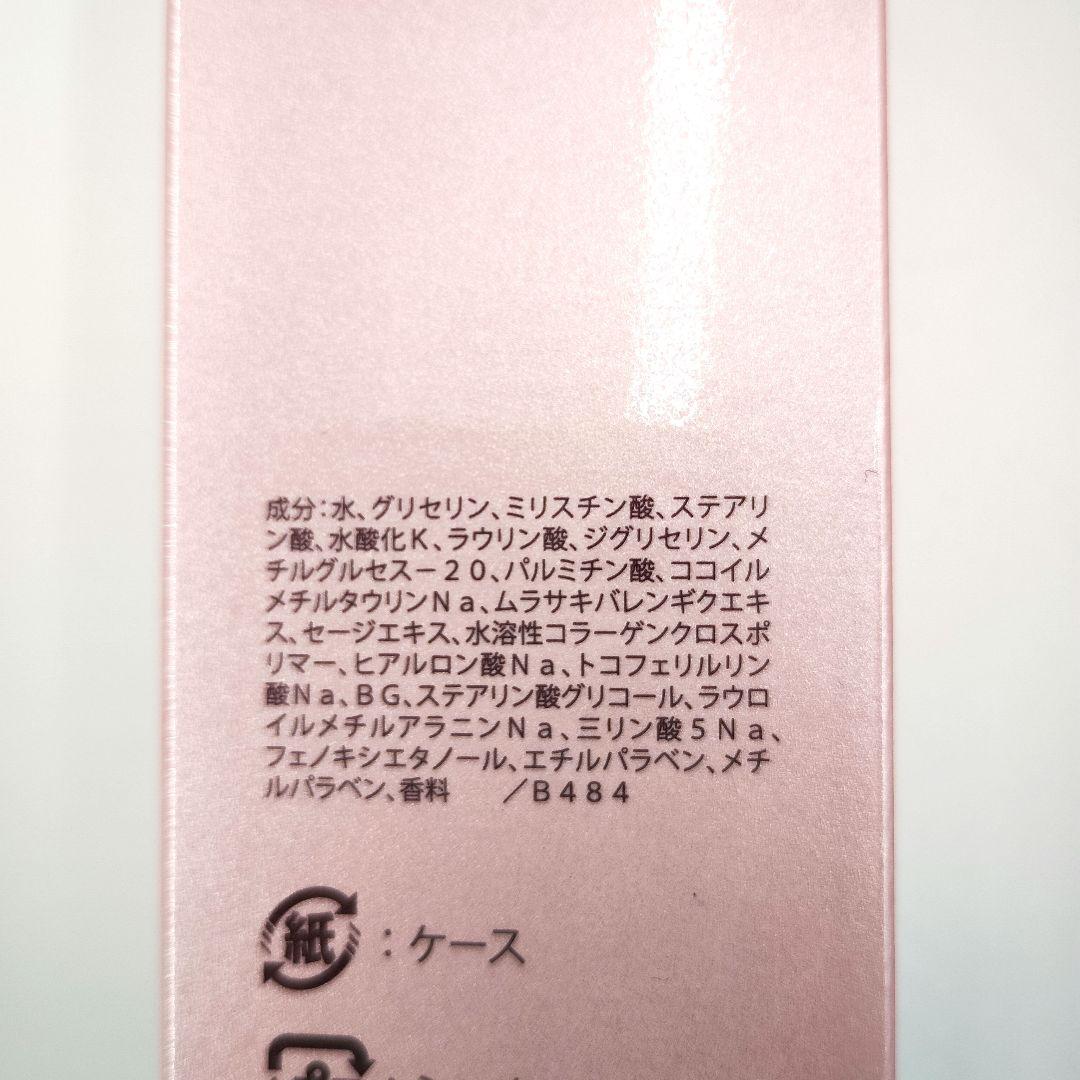 成分:水、グリセリン、ミリスチン酸、ステアリ
ン酸、水酸化K、ラウリン酸、ジグリセリン、メ
チルグルセス－20、パルミチン酸、ココイル
メチルタウリンNa、ムラサキバレンギクエキ
ス、セージエキス、水溶性コラーゲンクロスポ
リマー、ヒアルロン酸Na、トコフェリルリン
酸Na、BG、ステアリン酸グリコール、ラウロ
イルメチルアラニンNa、三リン酸5Na、
フェノキシエタノール、エチルパラベン、メチ
ルパラベン、香料　　／B484
紙:ケース